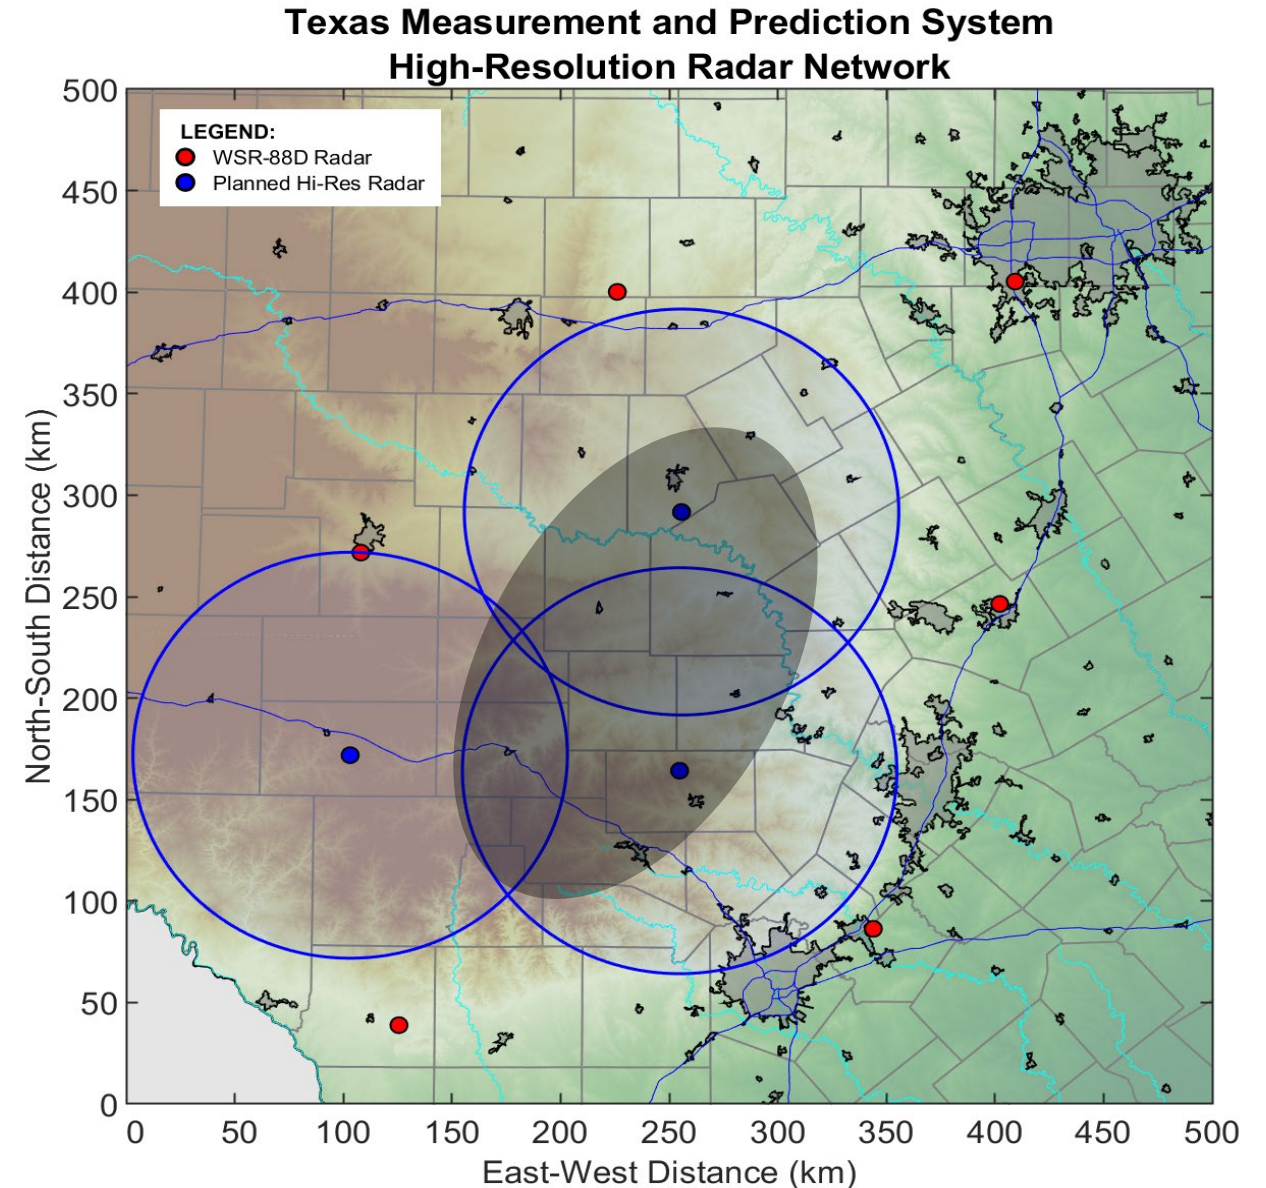 Texas Measurement and Prediction System
High-Resolution Radar Network
LEGEND:
WSR-88D Radar
Planned Hi-Res Radar
North-South Distance (km)
500
450
400
350
300
250
200
150
100
50
0
0 50 100 150 200 250 300 350 400 450 500
East-West Distance (km)